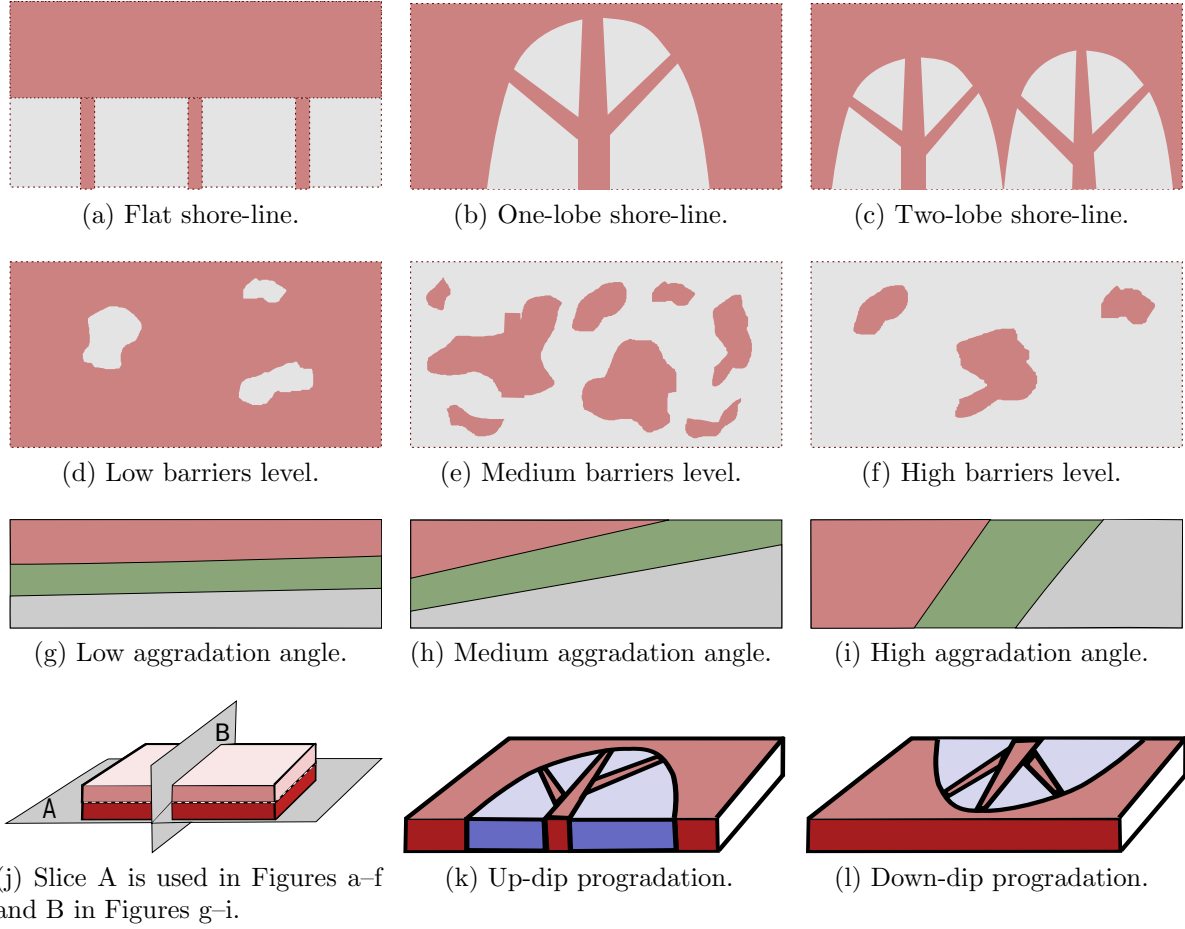 (a) Flat shore-line.
(b) One-lobe shore-line.
(c) Two-lobe shore-line.
(d) Low barriers level.
(e) Medium barriers level.
(f) High barriers level.
(g) Low aggradation angle.
(h) Medium aggradation angle.
(i) High aggradation angle.
A
B
(j) Slice A is used in Figures a–f
and B in Figures g–i.
(k) Up-dip progradation.
(l) Down-dip progradation.